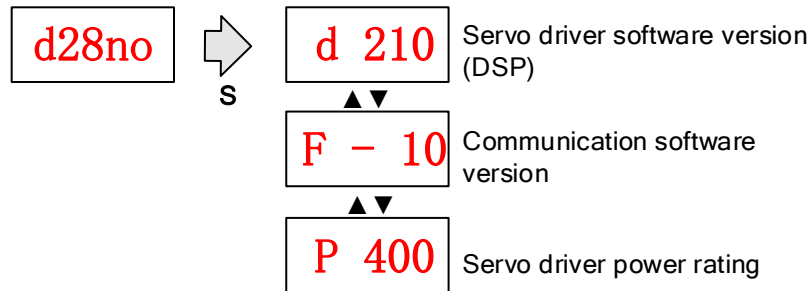 d28no
S
d 210
Servo driver software version
(DSP)
▲▼
F - 10
Communication software
version
▲▼
P 400
Servo driver power rating